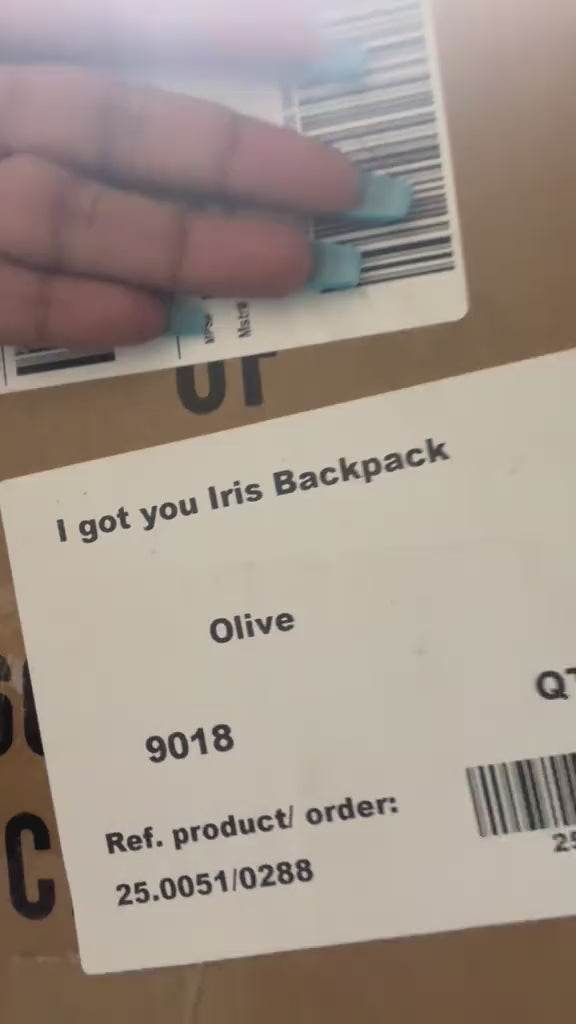 I got you Iris Backpack
Olive
9018
Ref. product/ order:
25.0051/0288